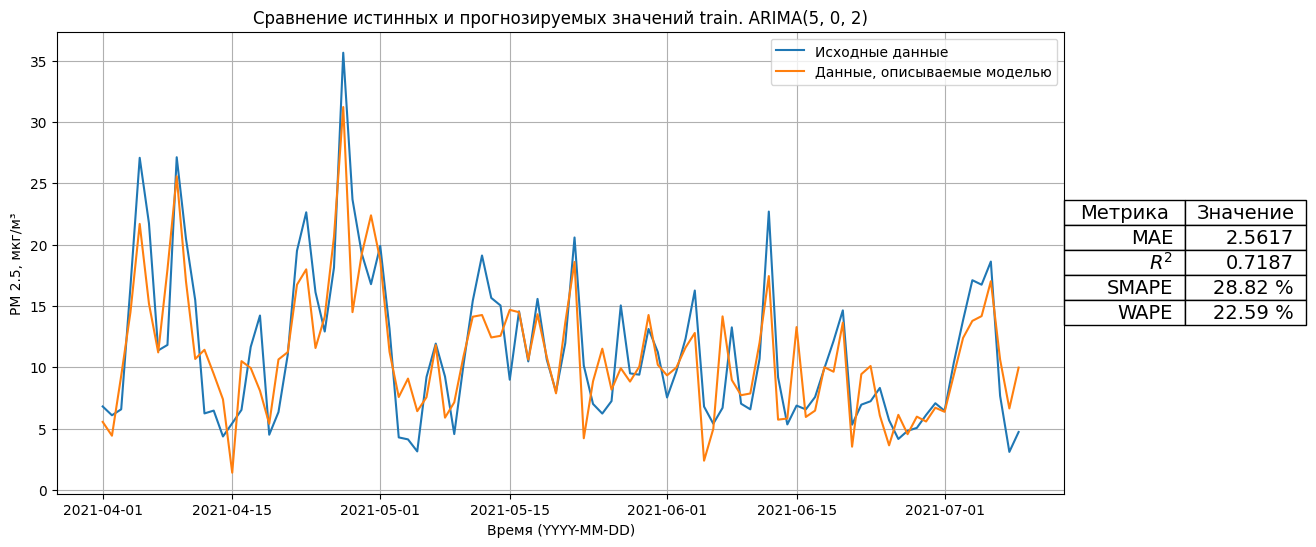 Сравнение истинных и прогнозируемых значений train. ARIMA(5, 0, 2)
Исходные данные
Данные, описываемые моделью
PM 2.5, мкг/м³
35
30
25
20
15
10
5
0
2021-04-01 2021-04-15 2021-05-01 2021-05-15 2021-06-01 2021-06-15 2021-07-01
Время (YYYY-MM-DD)
Метрика Значение
MAE 2.5617
R² 0.7187
SMAPE 28.82 %
WAPE 22.59 %